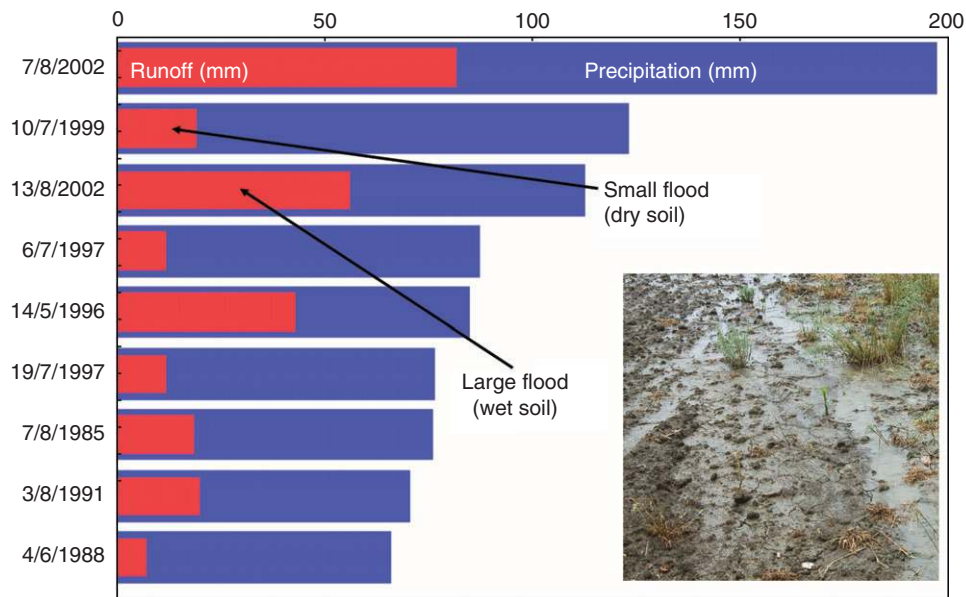 0 50 100 150 200
7/8/2002
Runoff (mm) Precipitation (mm)
10/7/1999
13/8/2002
Small flood
(dry soil)
6/7/1997
14/5/1996
19/7/1997
Large flood
(wet soil)
7/8/1985
3/8/1991
4/6/1988